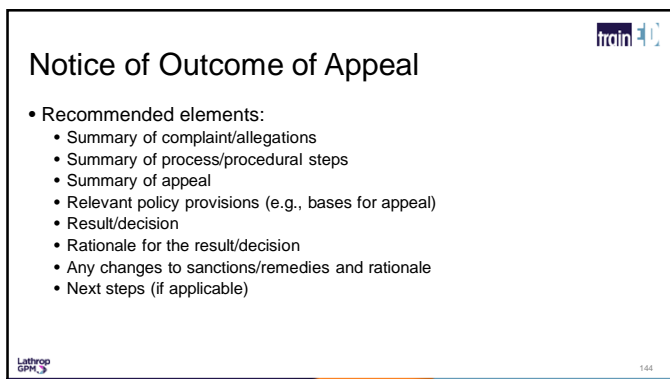 trainED
Notice of Outcome of Appeal
• Recommended elements:
• Summary of complaint/allegations
• Summary of process/procedural steps
• Summary of appeal
• Relevant policy provisions (e.g., bases for appeal)
• Result/decision
• Rationale for the result/decision
• Any changes to sanctions/remedies and rationale
• Next steps (if applicable)
Lathrop
GPM
144